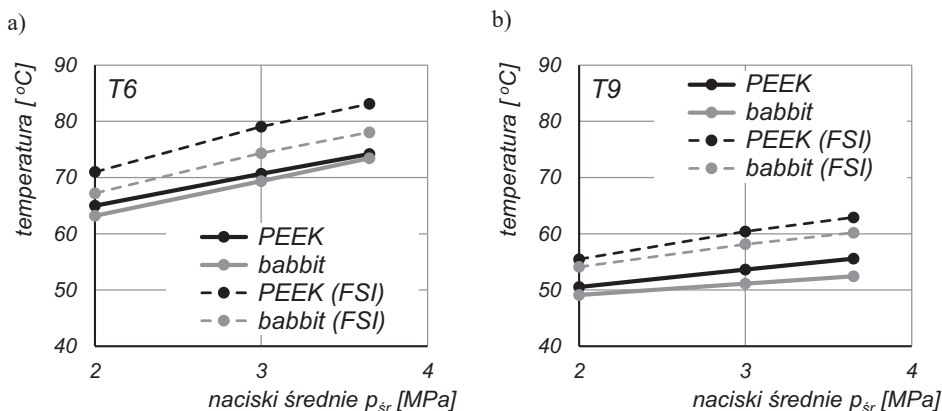 a)
90
80
70
60
50
40
temperatura [ °C]
T6
PEEK
babbit
PEEK (FSI)
babbit (FSI)
2 3 4
naciski średnie pśr [MPa]
b)
90
80
70
60
50
40
temperatura [ °C]
T9
PEEK
babbit
PEEK (FSI)
babbit (FSI)
2 3 4
naciski średnie pśr [MPa]